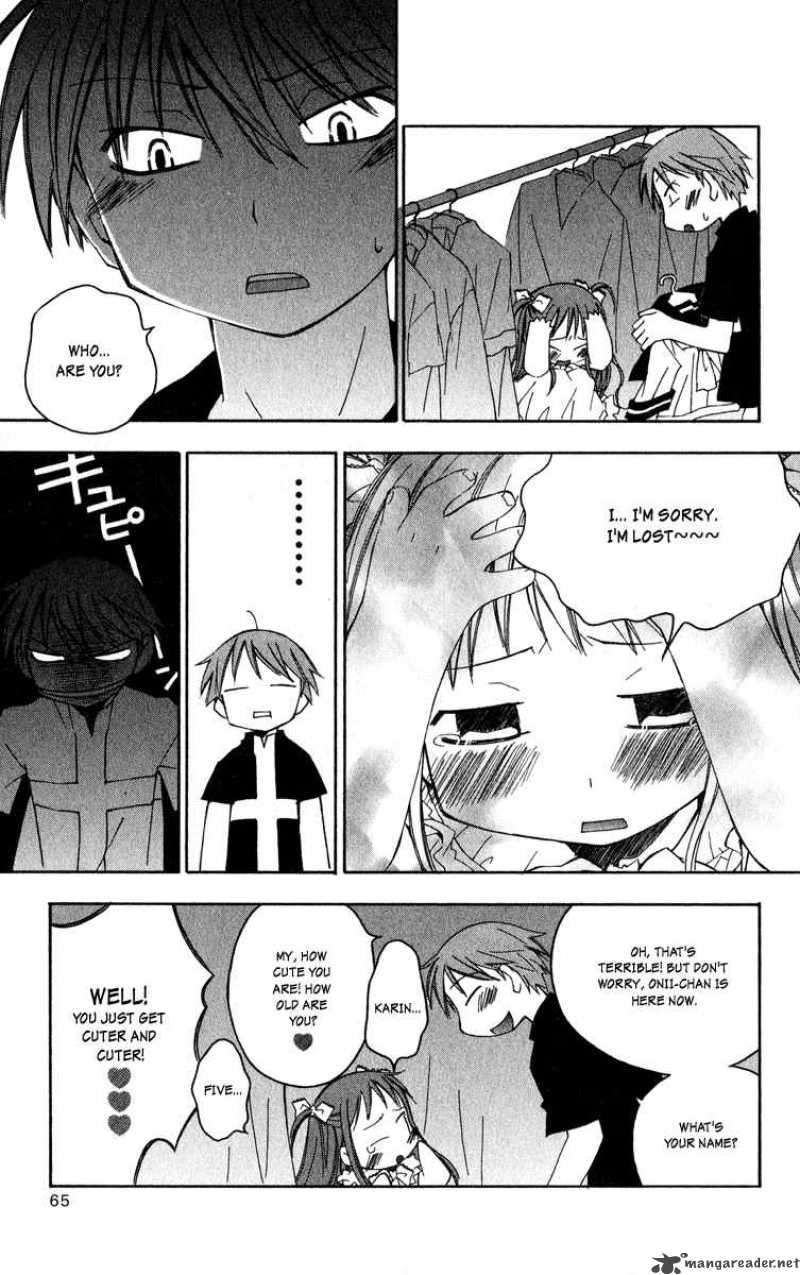 WHO...
ARE YOU?
I... I'M SORRY.
I'M LOST~~~
........
キュピーン
OH, THAT'S
TERRIBLE! BUT DON'T
WORRY, ONII-CHAN IS
HERE NOW.
WHAT'S
YOUR NAME?
KARIN...
MY, HOW
CUTE YOU
ARE! HOW
OLD ARE
YOU?
♥
FIVE...
WELL!
YOU JUST GET
CUTER AND
CUTER!
♥
♥
♥
65
mangareader.net